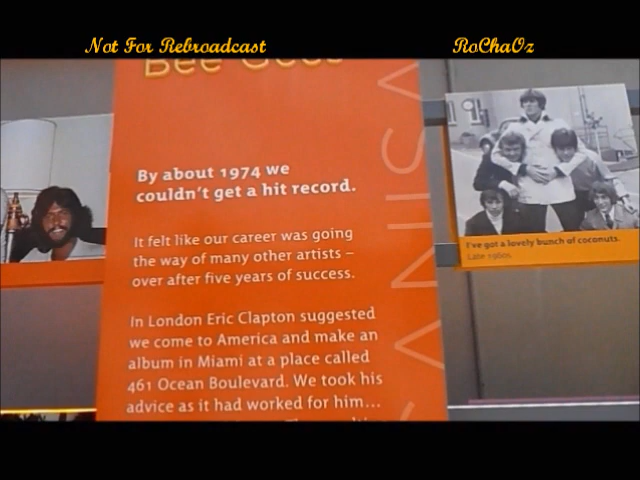 Not For Rebroadcast
RoChaOz
Bee Gees
By about 1974 we
couldn't get a hit record.
It felt like our career was going
the way of many other artists –
over after five years of success.
In London Eric Clapton suggested
we come to America and make an
album in Miami at a place called
461 Ocean Boulevard. We took his
advice as it had worked for him...
I've got a lovely bunch of coconuts.
Late 1960s.